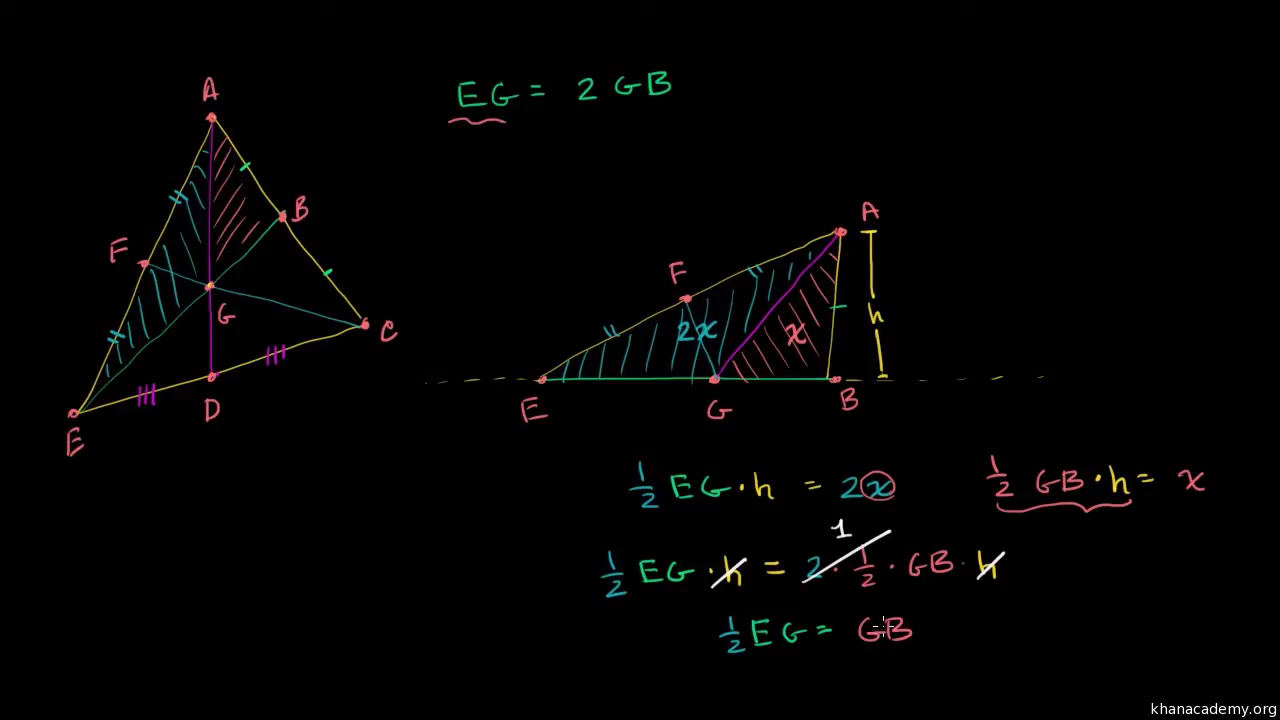 EG = 2 GB
A
B
F
G
C
D
E
A
F
h
2x
x
E
G
B
1/2 EG · h = 2x
1/2 GB · h = x
1
1/2 EG · h = 2 · 1/2 · GB · h
1/2 EG = GB
khanacademy.org